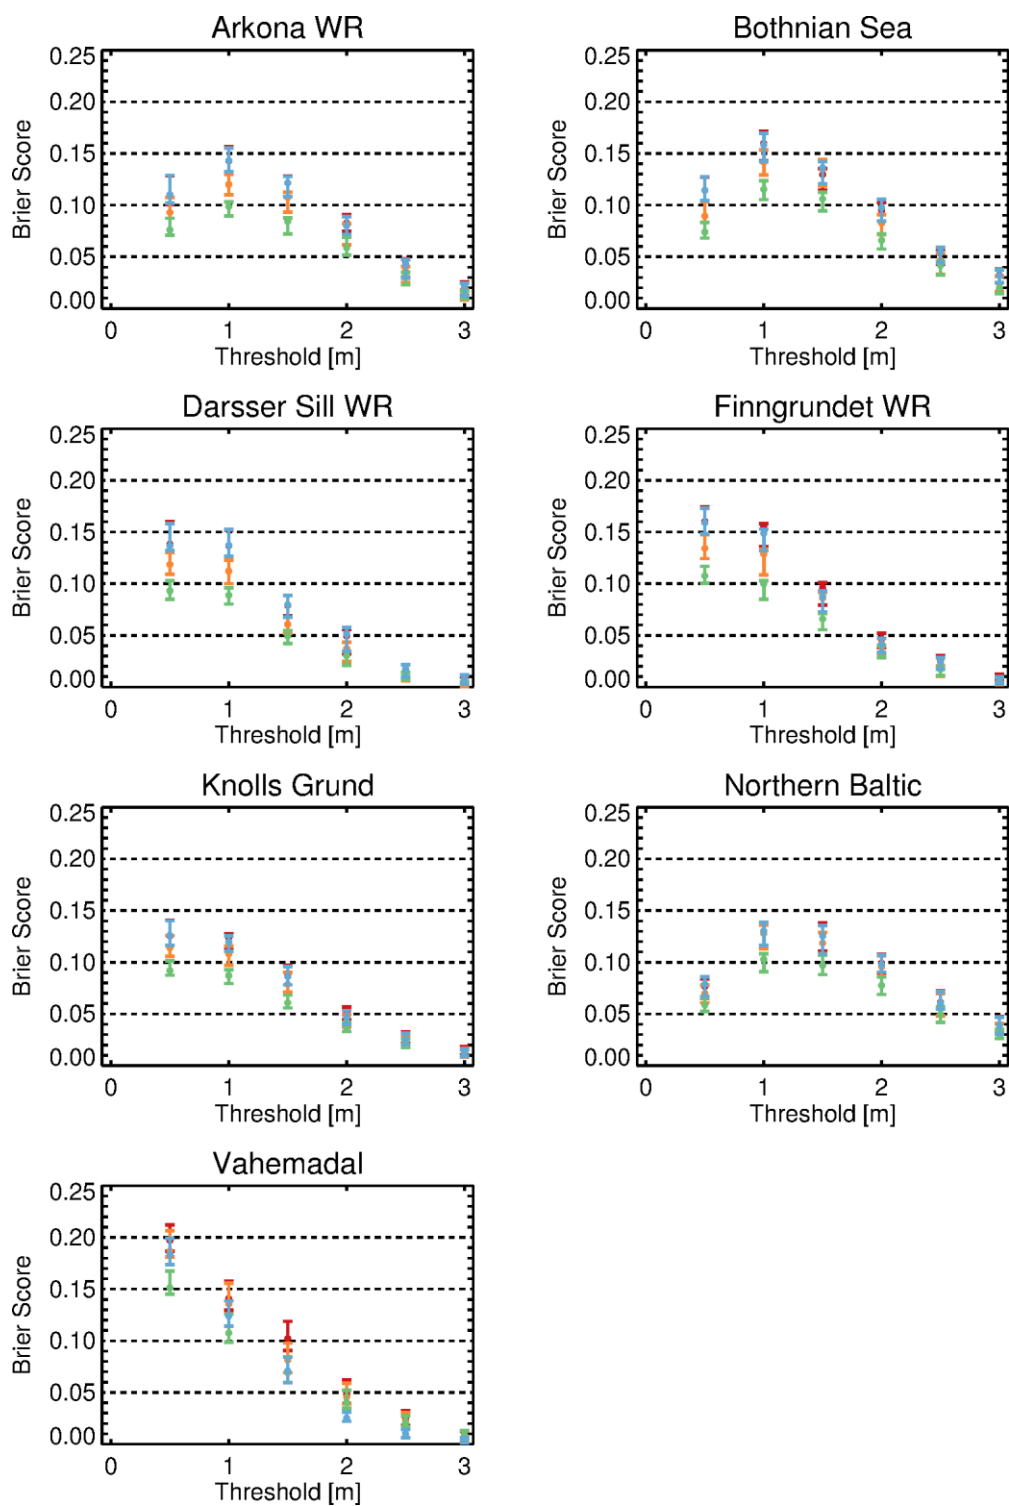 Arkona WR
Brier Score
0.25
0.20
0.15
0.10
0.05
0.00
0 1 2 3
Threshold [m]
Bothnian Sea
Brier Score
0.25
0.20
0.15
0.10
0.05
0.00
0 1 2 3
Threshold [m]
Darsser Sill WR
Brier Score
0.25
0.20
0.15
0.10
0.05
0.00
0 1 2 3
Threshold [m]
Finngrundet WR
Brier Score
0.25
0.20
0.15
0.10
0.05
0.00
0 1 2 3
Threshold [m]
Knolls Grund
Brier Score
0.25
0.20
0.15
0.10
0.05
0.00
0 1 2 3
Threshold [m]
Northern Baltic
Brier Score
0.25
0.20
0.15
0.10
0.05
0.00
0 1 2 3
Threshold [m]
Vahemadal
Brier Score
0.25
0.20
0.15
0.10
0.05
0.00
0 1 2 3
Threshold [m]